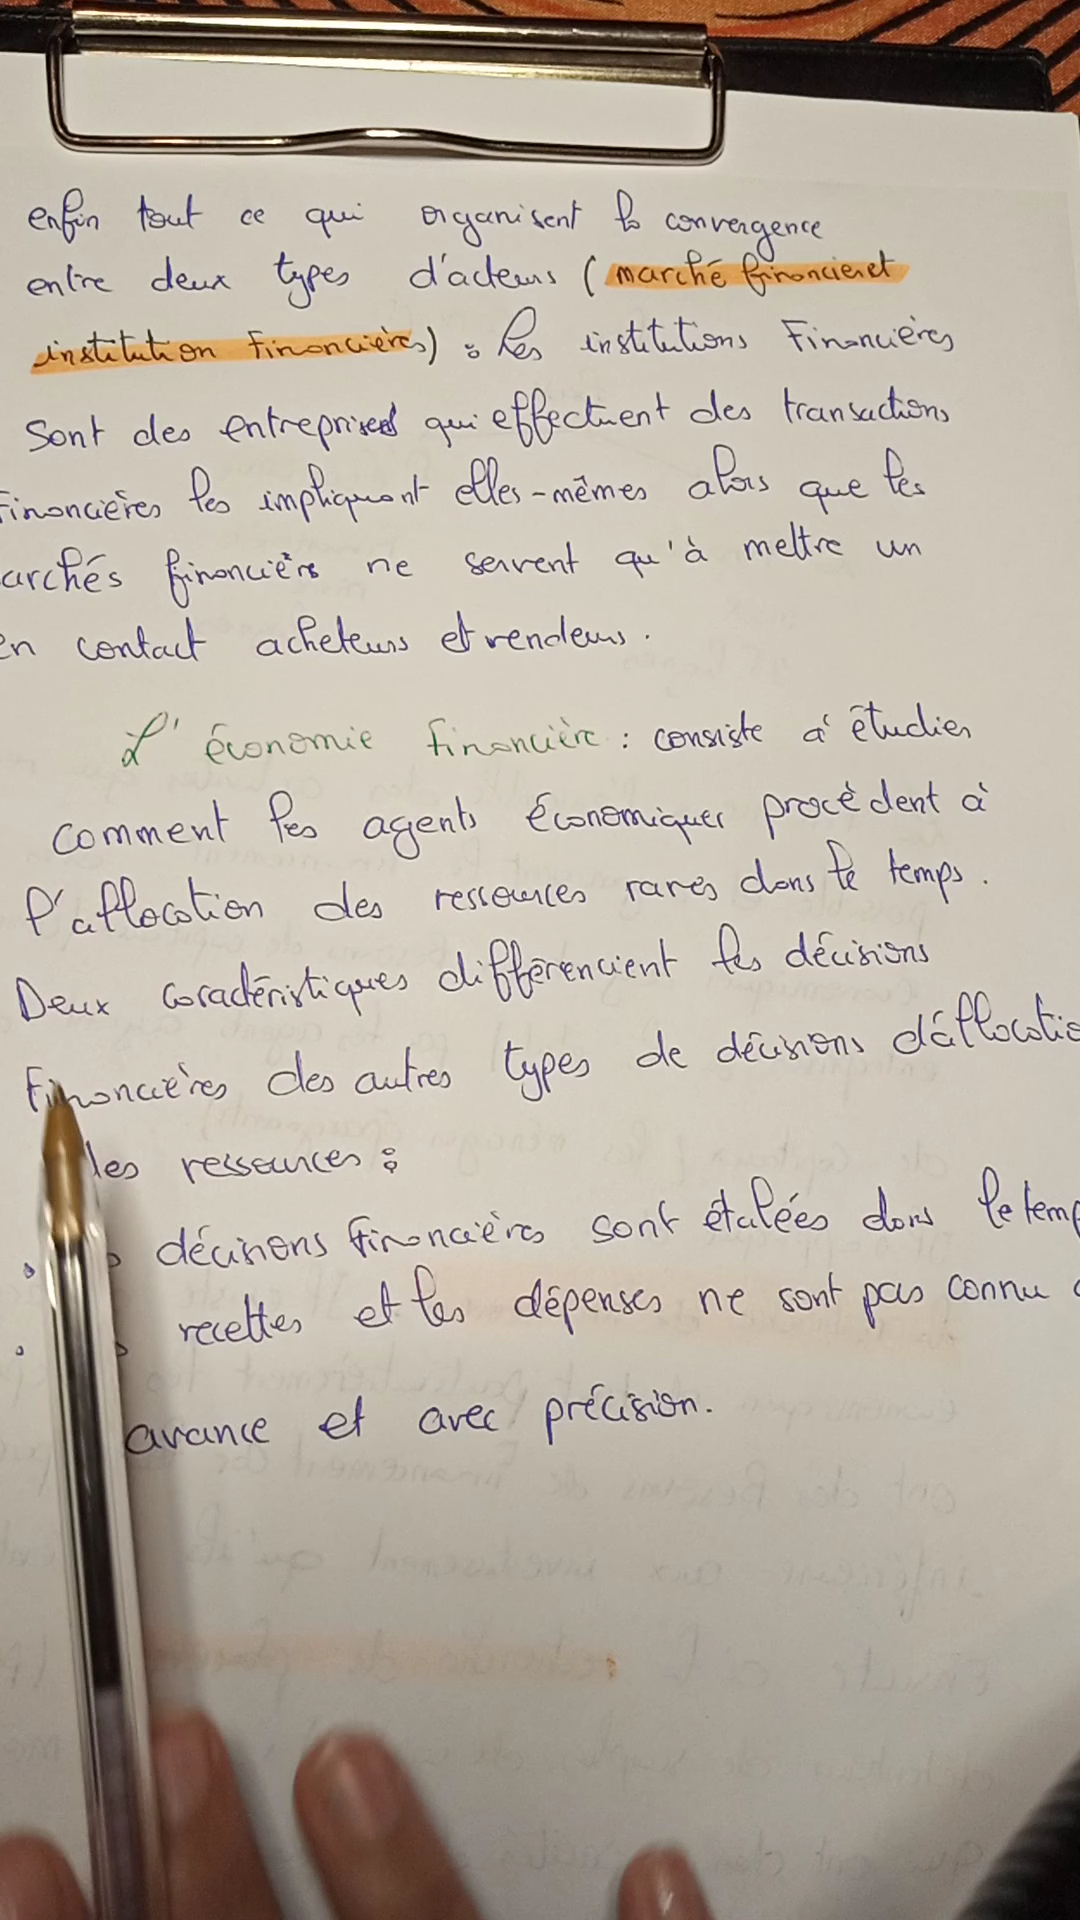 enfin tout ce qui organisent la convergence
entre deux types d'acteurs (marché financier et
institution Financières) : Les institutions Financières
Sont des entreprises qui effectuent des transactions
Financières les impliquant elles-mêmes alors que les
archés financièrs ne servent qu'à mettre un
en contact acheteurs et vendeurs.
L'économie financière : consiste à étudier
comment les agents économiques procèdent à
l'allocation des ressources rares dans le temps.
Deux caractéristiques différencient les décisions
Financières des autres types de décisions d'allocatio
des ressources :
décisions financières sont étalées dans le temp
recettes et les dépenses ne sont pas connu
avance et avec précision.